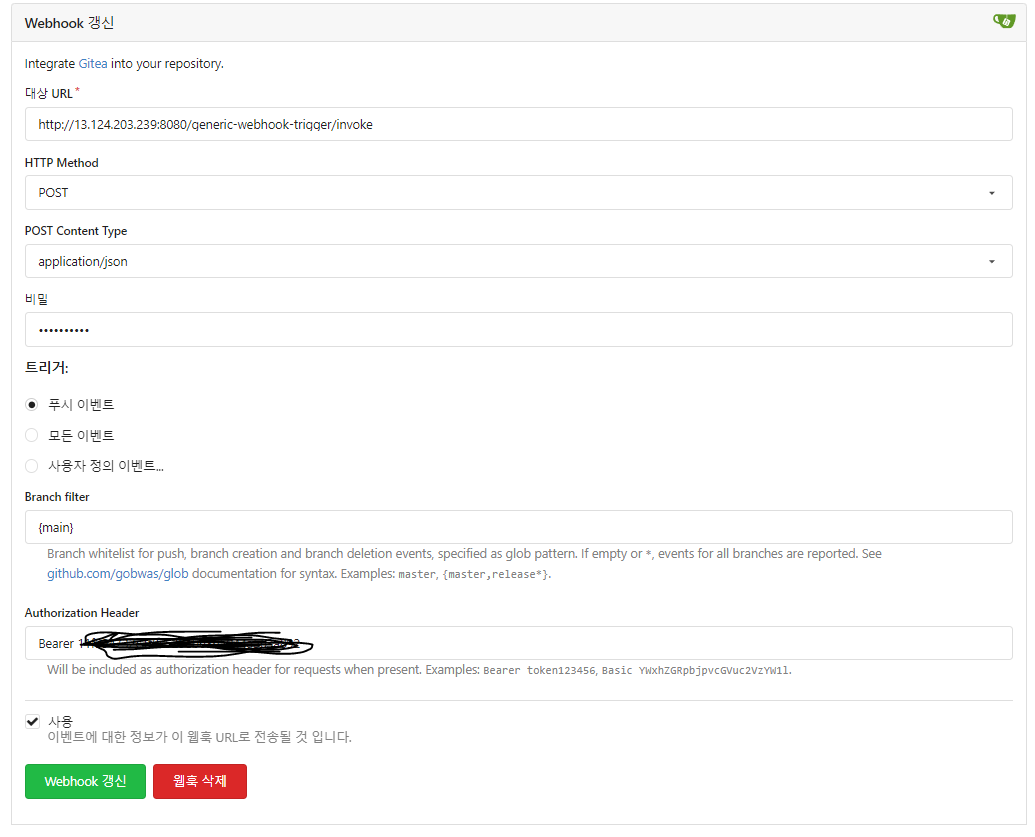 Webhook 갱신
Integrate Gitea into your repository.
대상 URL*
http://13.124.203.239:8080/generic-webhook-trigger/invoke
HTTP Method
POST
POST Content Type
application/json
비밀
••••••••••
트리거:
푸시 이벤트
모든 이벤트
사용자 정의 이벤트...
Branch filter
{main}
Branch whitelist for push, branch creation and branch deletion events, specified as glob pattern. If empty or *, events for all branches are reported. See
github.com/gobwas/glob documentation for syntax. Examples: master, {master,release*}.
Authorization Header
Bearer
Will be included as authorization header for requests when present. Examples: Bearer token123456, Basic YWxhZGRpbjpvcGVuc2VzYW1l.
사용
이벤트에 대한 정보가 이 웹훅 URL로 전송될 것 입니다.
Webhook 갱신 웹훅 삭제